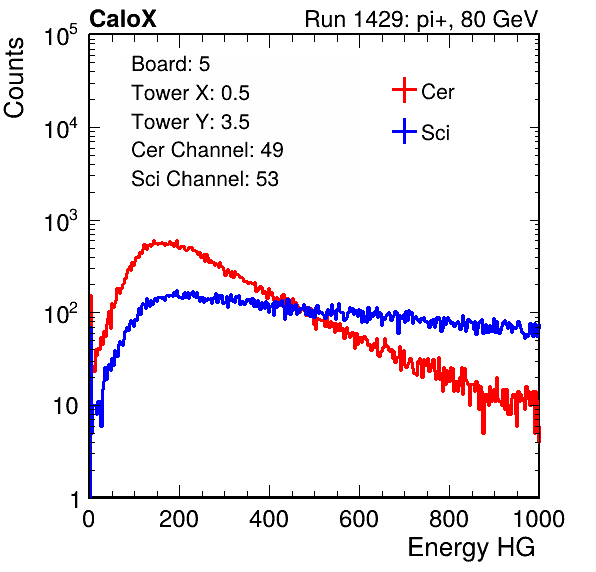 CaloX Run 1429: pi+, 80 GeV
Counts
Board: 5
Tower X: 0.5
Tower Y: 3.5
Cer Channel: 49
Sci Channel: 53
Cer
Sci
10^5
10^4
10^3
10^2
10
1
0 200 400 600 800 1000
Energy HG